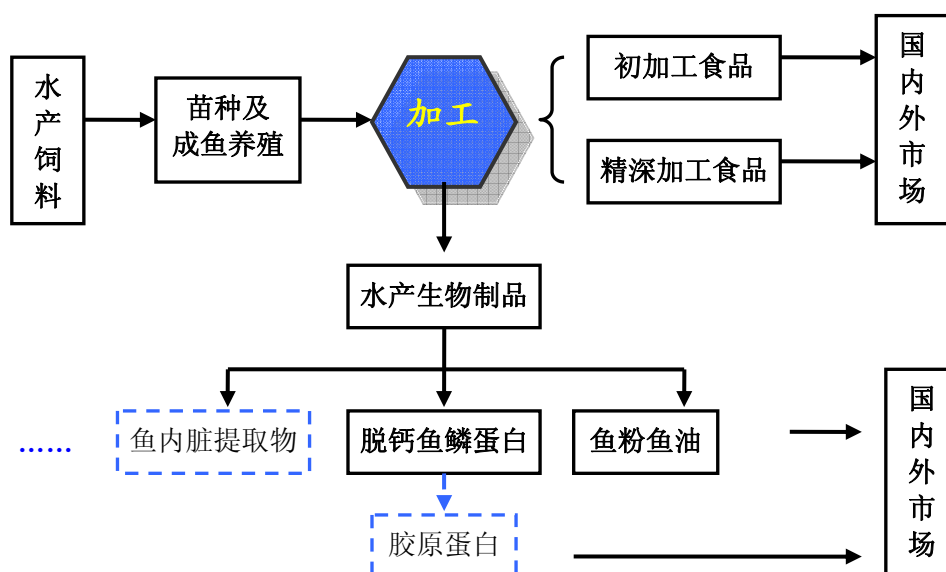 水产饲料
苗种及
成鱼养殖
加工
初加工食品
精深加工食品
国内外市场
水产生物制品
......
鱼内脏提取物
脱钙鱼鳞蛋白
鱼粉鱼油
胶原蛋白
国内外市场